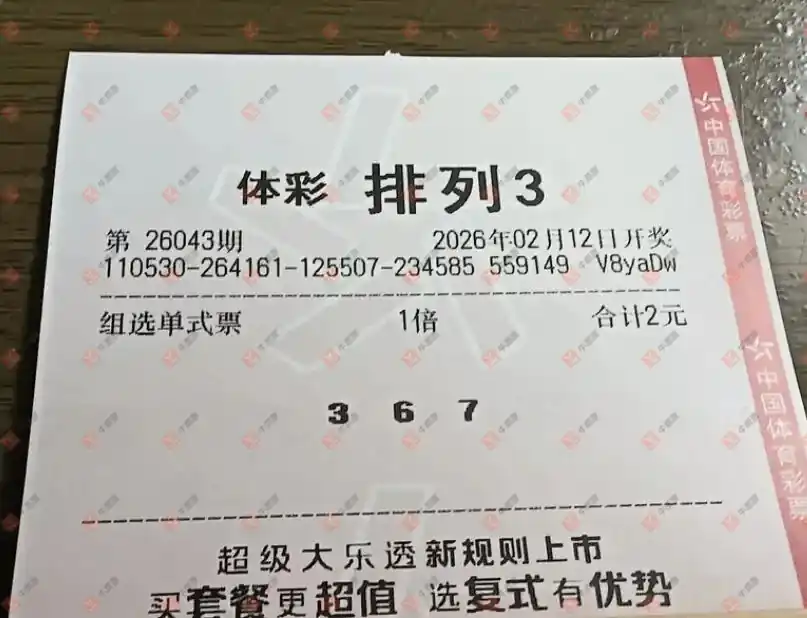 体彩 排列3
第 26043期 2026年02月12日开奖
110530-264161-125507-234585 559149 V8yaDw
组选单式票 1倍 合计2元
3 6 7
超级大乐透新规则上市
买套餐更超值 选复式有优势
中国体育彩票
中国体育彩票